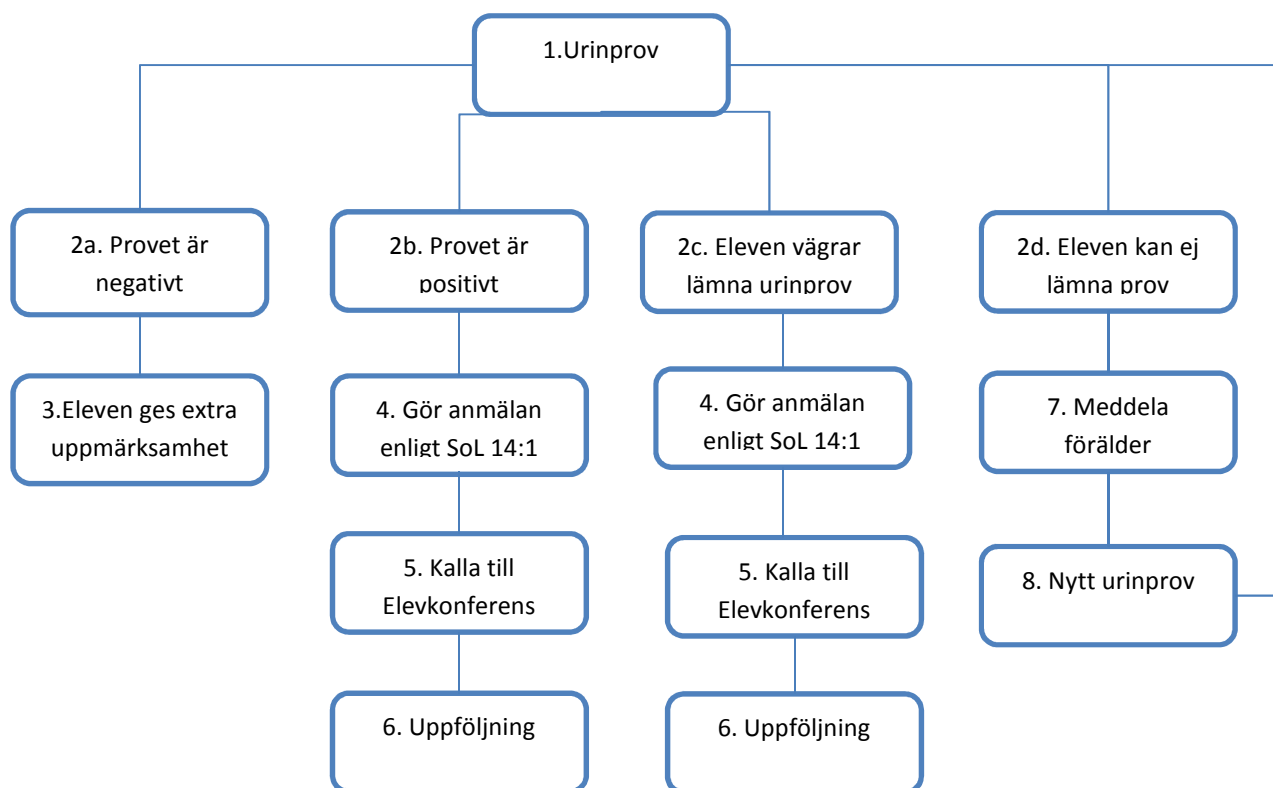 1.Urinprov
2a. Provet är
negativt
2b. Provet är
positivt
2c. Eleven vägrar
lämna urinprov
2d. Eleven kan ej
lämna prov
3.Eleven ges extra
uppmärksamhet
4. Gör anmälan
enligt SoL 14:1
4. Gör anmälan
enligt SoL 14:1
7. Meddela
förälder
5. Kalla till
Elevkonferens
5. Kalla till
Elevkonferens
8. Nytt urinprov
6. Uppföljning
6. Uppföljning